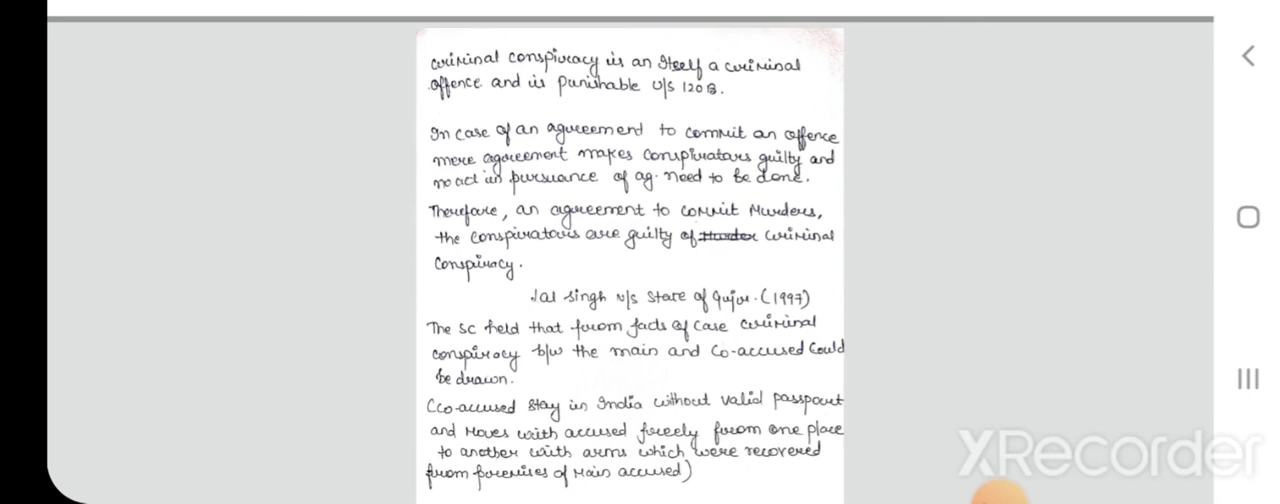 criminal conspiracy is an itself a criminal
offence and is punishable u/s 120B.
In case of an agreement to commit an offence
mere agreement makes conspirators guilty and
no act in pursuance of ag. need to be done.
Therefore, an agreement to commit Murders,
the conspirators are guilty of Murder criminal
conspiracy.
Lal singh v/s State of Gujor. (1997)
The SC held that from facts of case criminal
conspiracy b/w the main and co-accused could
be drawn.
(co-accused stay in India without valid passport
and moves with accused freely from one place
to another with arms which were recovered
from premises of main accused)
XRecorder